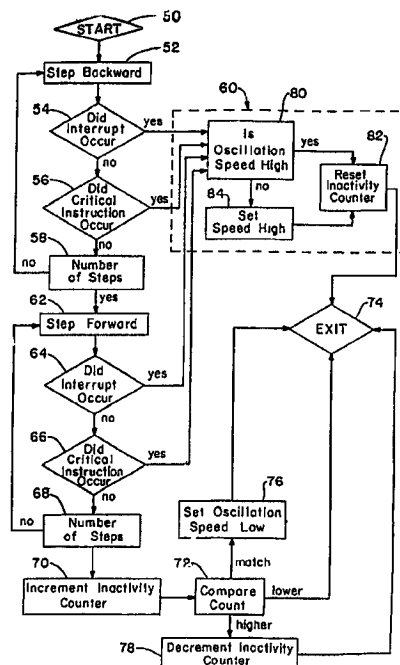 50
START
52
Step Backward
54
Did
Interrupt
Occur
yes
no
56
Did
Critical
Instruction
Occur
yes
no
58
Number
of Steps
no
yes
62
Step Forward
64
Did
Interrupt
Occur
yes
no
66
Did
Critical
Instruction
Occur
yes
no
68
Number
of Steps
no
70
Increment Inactivity
Counter
60
80
Is
Oscillation
Speed High
yes
no
82
Reset
Inactivity
Counter
84
Set
Speed High
74
EXIT
76
Set Oscillation
Speed Low
match
72
Compare
Count
lower
higher
78
Decrement Inactivity
Counter